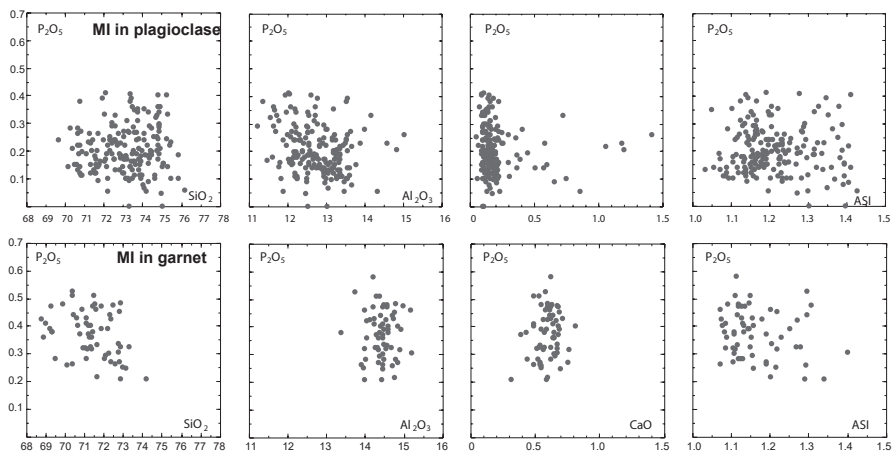 P₂O₅ MI in plagioclase
0.7
0.6
0.5
0.4
0.3
0.2
0.1
SiO₂
68 69 70 71 72 73 74 75 76 77 78
P₂O₅
Al₂O₃
11 12 13 14 15 16
P₂O₅
0 0.5 1.0 1.5
P₂O₅
ASI
1.0 1.1 1.2 1.3 1.4 1.5
P₂O₅ MI in garnet
0.7
0.6
0.5
0.4
0.3
0.2
0.1
SiO₂
68 69 70 71 72 73 74 75 76 77 78
P₂O₅
Al₂O₃
11 12 13 14 15 16
P₂O₅
CaO
0 0.5 1.0 1.5
P₂O₅
ASI
1.0 1.1 1.2 1.3 1.4 1.5